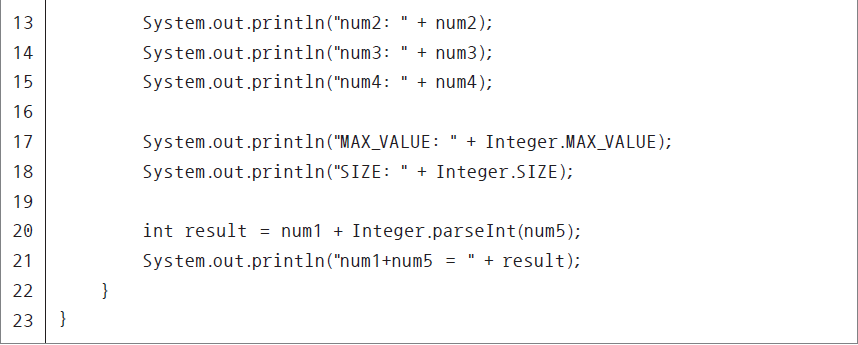 13 System.out.println("num2: " + num2);
14 System.out.println("num3: " + num3);
15 System.out.println("num4: " + num4);
16
17 System.out.println("MAX_VALUE: " + Integer.MAX_VALUE);
18 System.out.println("SIZE: " + Integer.SIZE);
19
20 int result = num1 + Integer.parseInt(num5);
21 System.out.println("num1+num5 = " + result);
22 }
23 }